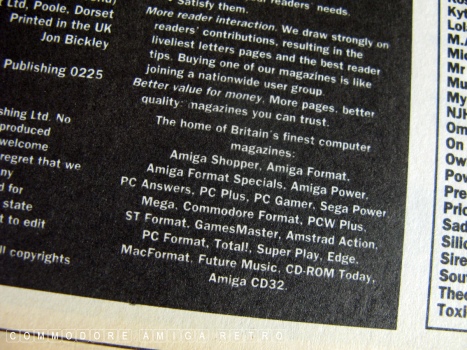 Ltd, Poole, Dorset
Printed in the UK
Jon Bickley
Publishing 0225
shing Ltd. No
produced
welcome
regret that we
ny
d for
state
t to edit
ll copyrights
satisfy them.
readers' needs.
More reader interaction. We draw strongly on
readers' contributions, resulting in the
liveliest letters pages and the best reader
tips. Buying one of our magazines is like
joining a nationwide user group.
Better value for money. More pages, better
quality: magazines you can trust.
The home of Britain's finest computer
magazines:
Amiga Shopper, Amiga Format,
Amiga Format Specials, Amiga Power,
PC Answers, PC Plus, PC Gamer, Sega Power
Mega, Commodore Format, PCW Plus,
ST Format, GamesMaster, Amstrad Action,
PC Format, Total!, Super Play, Edge,
MacFormat, Future Music, CD-ROM Today,
Amiga CD32.
Kyt
Lol
Mic
Mr
Mu
My
NJH
Om
On
Ow
Pow
Pre
Pric
Sad
Silic
Sire
Sou
Theo
Toxi
COMMODORE AMIGA RETRO